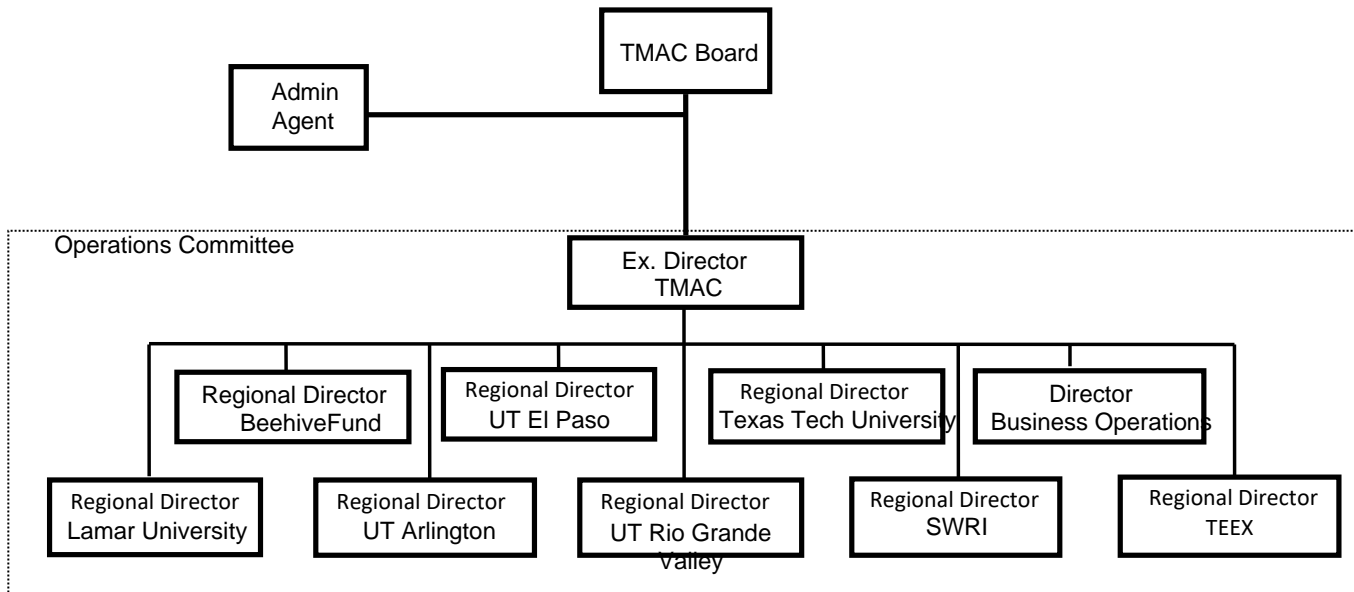 TMAC Board
Admin
Agent
Operations Committee
Ex. Director
TMAC
Regional Director
BeehiveFund
Regional Director
UT El Paso
Regional Director
Texas Tech University
Director
Business Operations
Regional Director
Lamar University
Regional Director
UT Arlington
Regional Director
UT Rio Grande
Valley
Regional Director
SWRI
Regional Director
TEEX